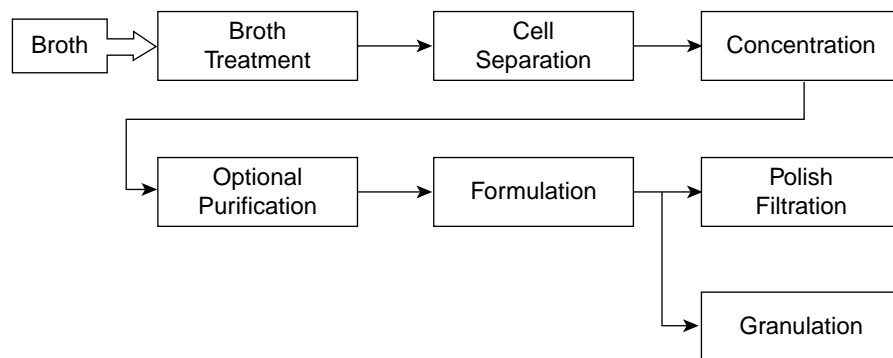 Broth
Broth
Treatment
Cell
Separation
Concentration
Optional
Purification
Formulation
Polish
Filtration
Granulation